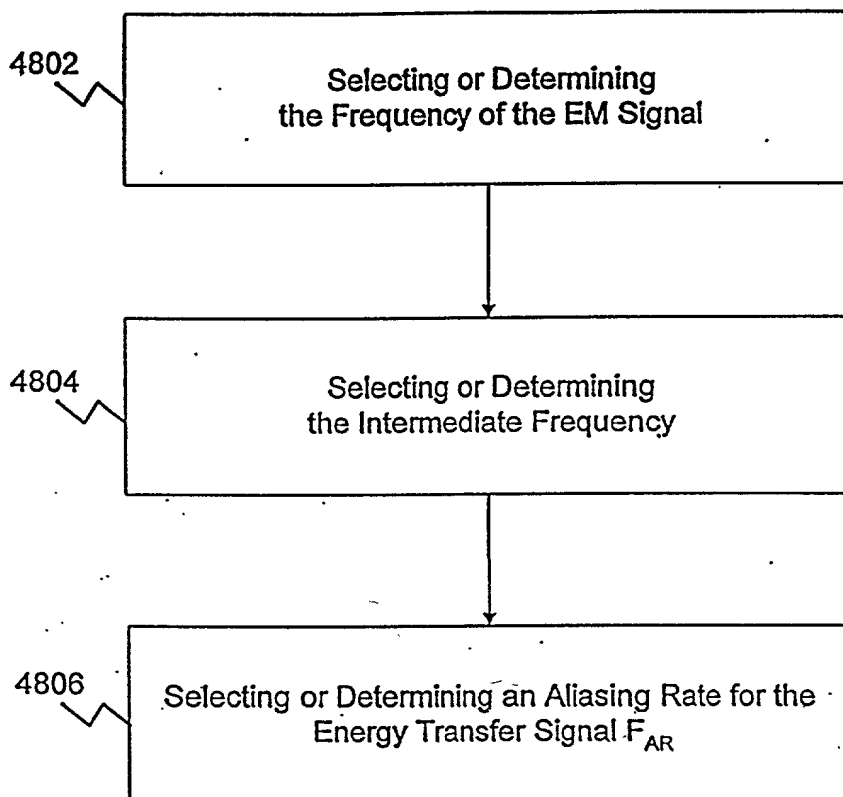 4802
Selecting or Determining
the Frequency of the EM Signal
4804
Selecting or Determining
the Intermediate Frequency
4806
Selecting or Determining an Aliasing Rate for the
Energy Transfer Signal F_AR